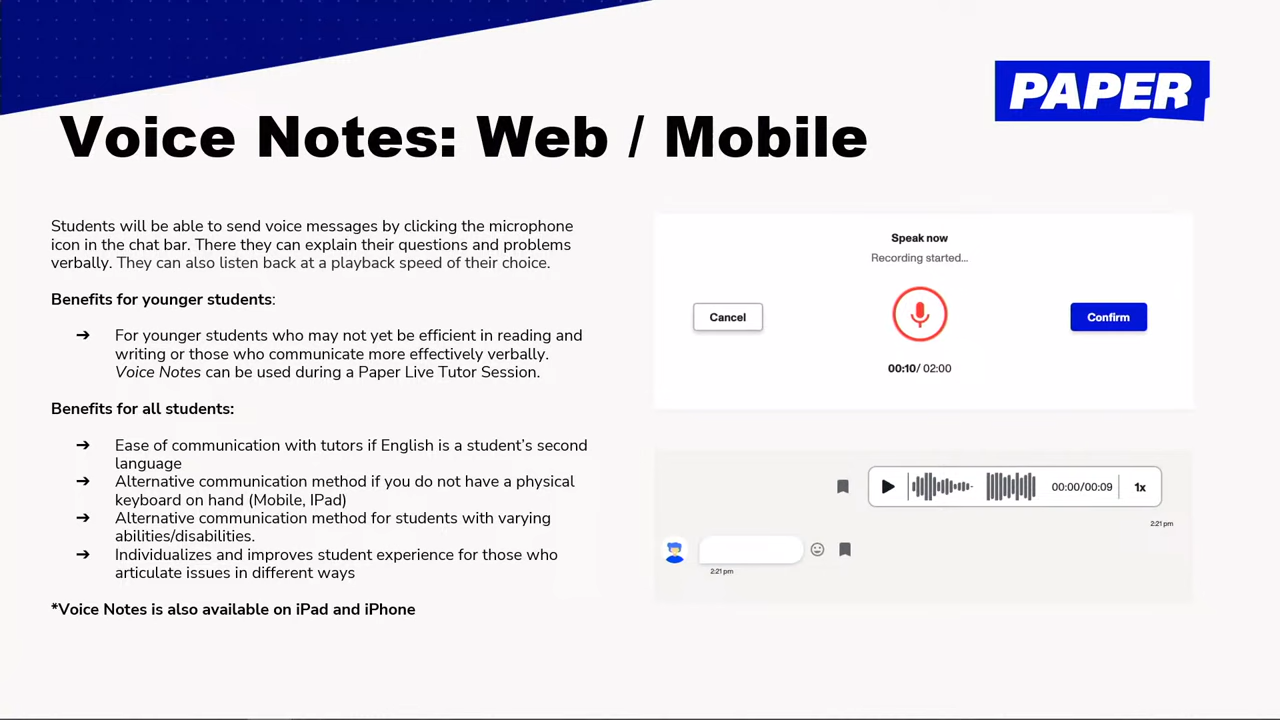 PAPER
Voice Notes: Web / Mobile
Students will be able to send voice messages by clicking the microphone
icon in the chat bar. There they can explain their questions and problems
verbally. They can also listen back at a playback speed of their choice.
Benefits for younger students:
➔ For younger students who may not yet be efficient in reading and
writing or those who communicate more effectively verbally.
Voice Notes can be used during a Paper Live Tutor Session.
Benefits for all students:
➔ Ease of communication with tutors if English is a student’s second
language
➔ Alternative communication method if you do not have a physical
keyboard on hand (Mobile, IPad)
➔ Alternative communication method for students with varying
abilities/disabilities.
➔ Individualizes and improves student experience for those who
articulate issues in different ways
*Voice Notes is also available on iPad and iPhone
Speak now
Recording started...
Cancel
Confirm
00:10/ 02:00
00:00/00:09 1x
2:21 pm
2:21 pm